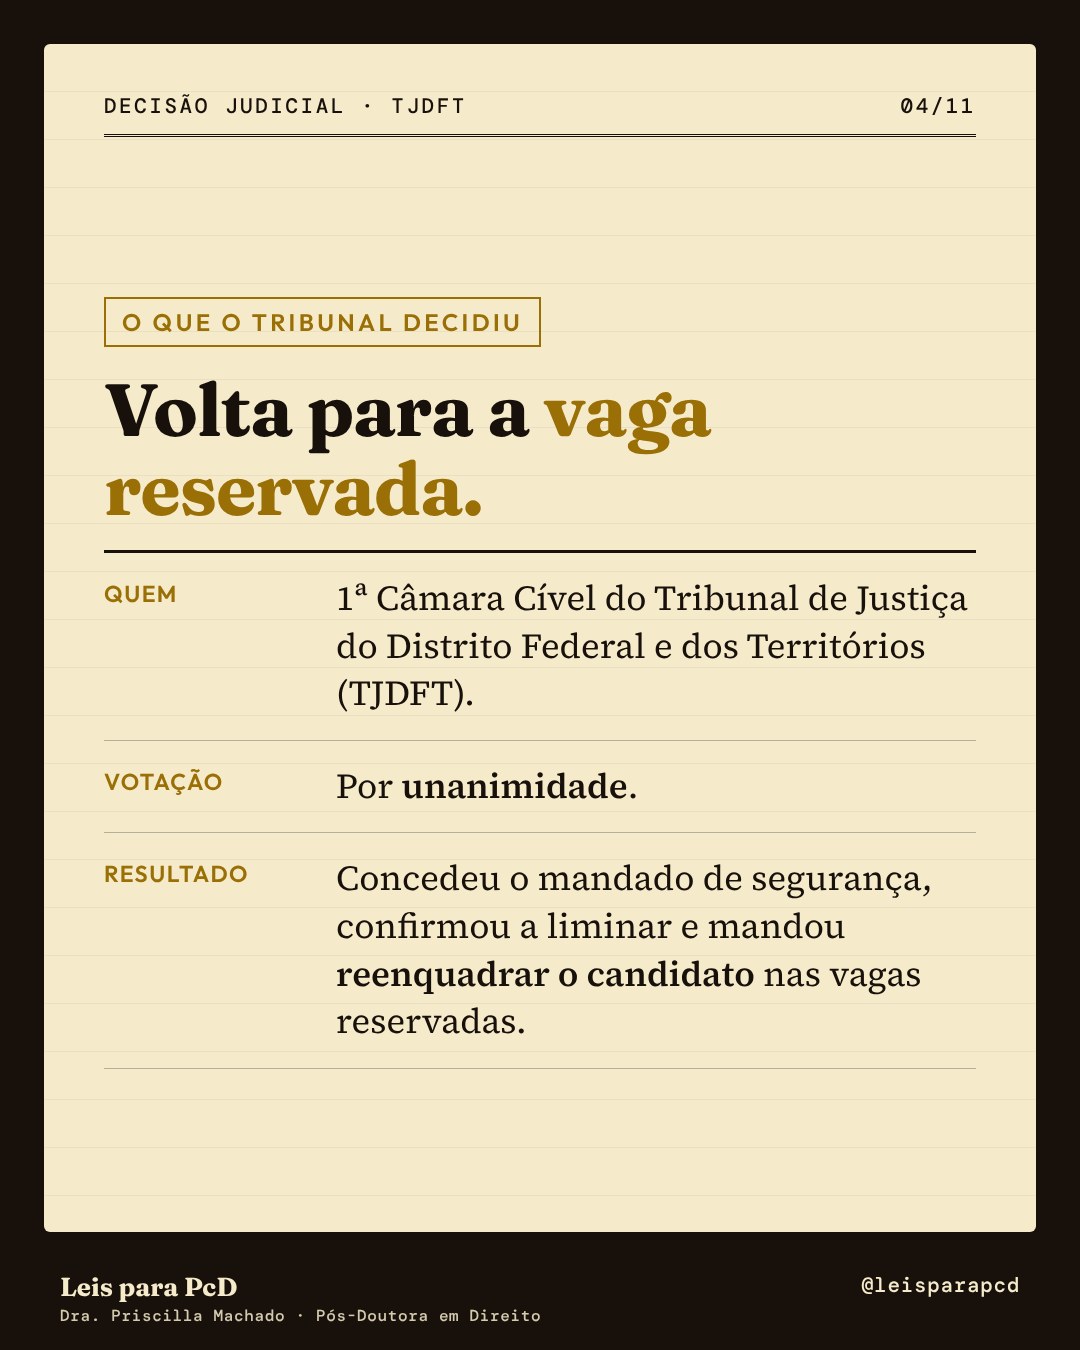 DECISÃO JUDICIAL · TJDFT
04/11
O QUE O TRIBUNAL DECIDIU
Volta para a vaga
reservada.
QUEM
1ª Câmara Cível do Tribunal de Justiça
do Distrito Federal e dos Territórios
(TJDFT).
VOTAÇÃO
Por unanimidade.
RESULTADO
Concedeu o mandado de segurança,
confirmou a liminar e mandou
reenquadrar o candidato nas vagas
reservadas.
Leis para PcD
Dra. Priscilla Machado · Pós-Doutora em Direito
@leisparapcd